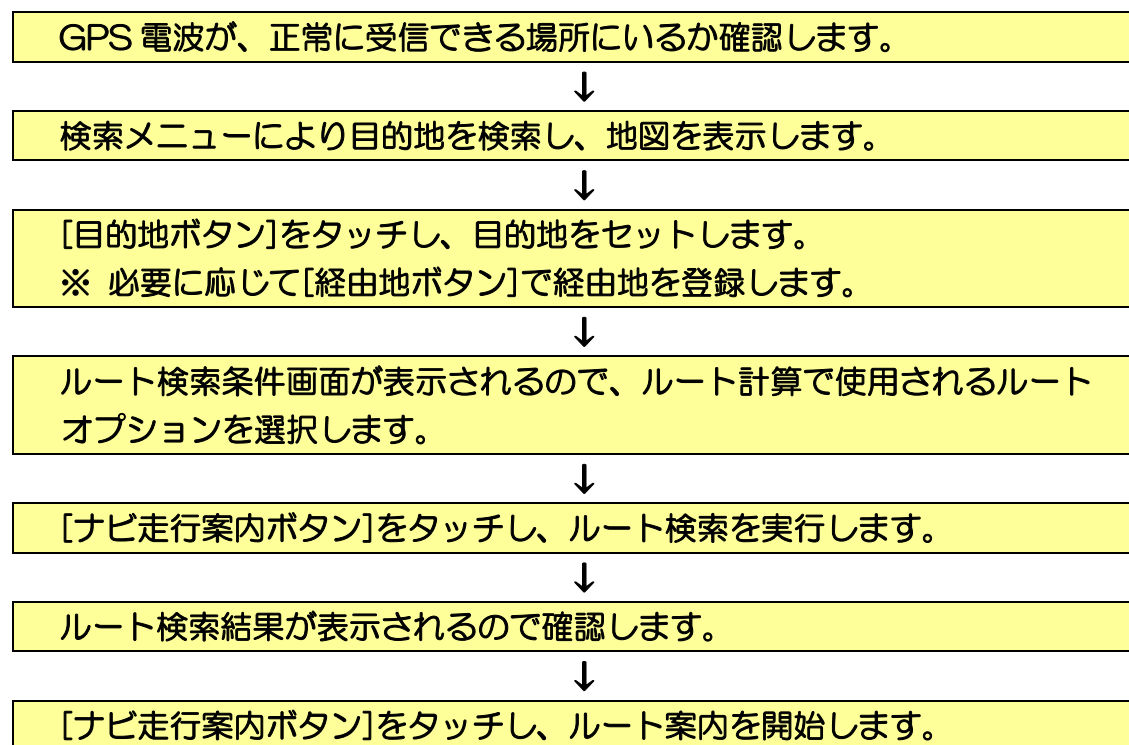 GPS 電波が、正常に受信できる場所にいるか確認します。
↓
検索メニューにより目的地を検索し、地図を表示します。
↓
[目的地ボタン]をタッチし、目的地をセットします。
※ 必要に応じて[経由地ボタン]で経由地を登録します。
↓
ルート検索条件画面が表示されるので、ルート計算で使用されるルート
オプションを選択します。
↓
[ナビ走行案内ボタン]をタッチし、ルート検索を実行します。
↓
ルート検索結果が表示されるので確認します。
↓
[ナビ走行案内ボタン]をタッチし、ルート案内を開始します。